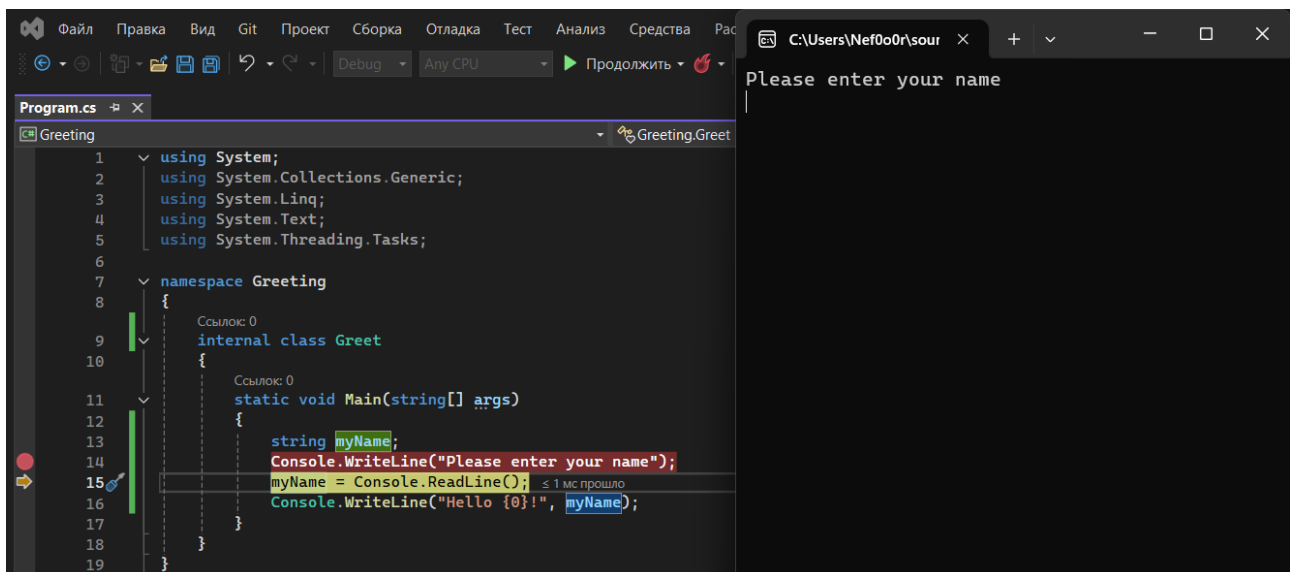 Файл Правка Вид Git Проект Сборка Отладка Тест Анализ Средства
Debug Any CPU Продолжить
Program.cs
C# Greeting Greeting.Greet
1 using System;
2 using System.Collections.Generic;
3 using System.Linq;
4 using System.Text;
5 using System.Threading.Tasks;
6
7 namespace Greeting
8 {
Ссылок: 0
9 internal class Greet
10 {
Ссылок: 0
11 static void Main(string[] args)
12 {
13 string myName;
14 Console.WriteLine("Please enter your name");
15 myName = Console.ReadLine(); ≤ 1 мс прошло
16 Console.WriteLine("Hello {0}!", myName);
17 }
18 }
19 }
C:\Users\Nef0o0r\sour
Please enter your name